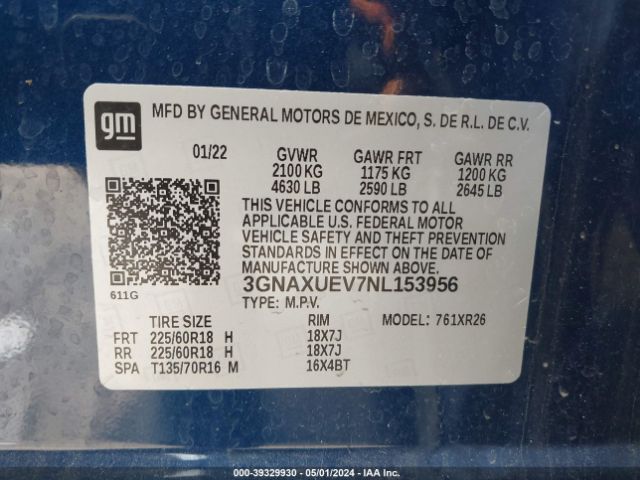 gm
MFD BY GENERAL MOTORS DE MEXICO, S. DE R.L. DE C.V.
01/22 GVWR GAWR FRT GAWR RR
2100 KG 1175 KG 1200 KG
4630 LB 2590 LB 2645 LB
THIS VEHICLE CONFORMS TO ALL
APPLICABLE U.S. FEDERAL MOTOR
VEHICLE SAFETY AND THEFT PREVENTION
STANDARDS IN EFFECT ON THE DATE OF
MANUFACTURE SHOWN ABOVE.
3GNAXUEV7NL153956
611G
TYPE: M.P.V.
TIRE SIZE RIM MODEL: 761XR26
FRT 225/60R18 H 18X7J
RR 225/60R18 H 18X7J
SPA T135/70R16 M 16X4BT
000-39329930 - 05/01/2024 - IAA Inc.